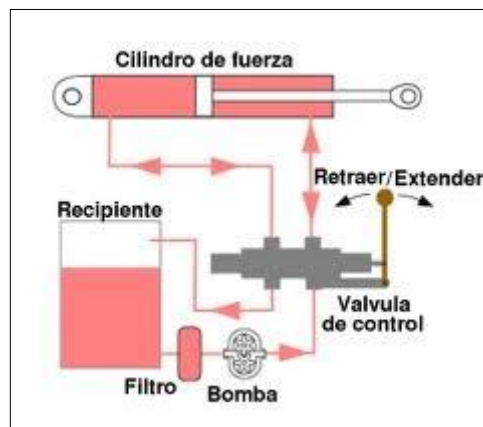 Cilindro de fuerza
Retraer/Extender
Recipiente
Valvula
de control
Filtro
Bomba